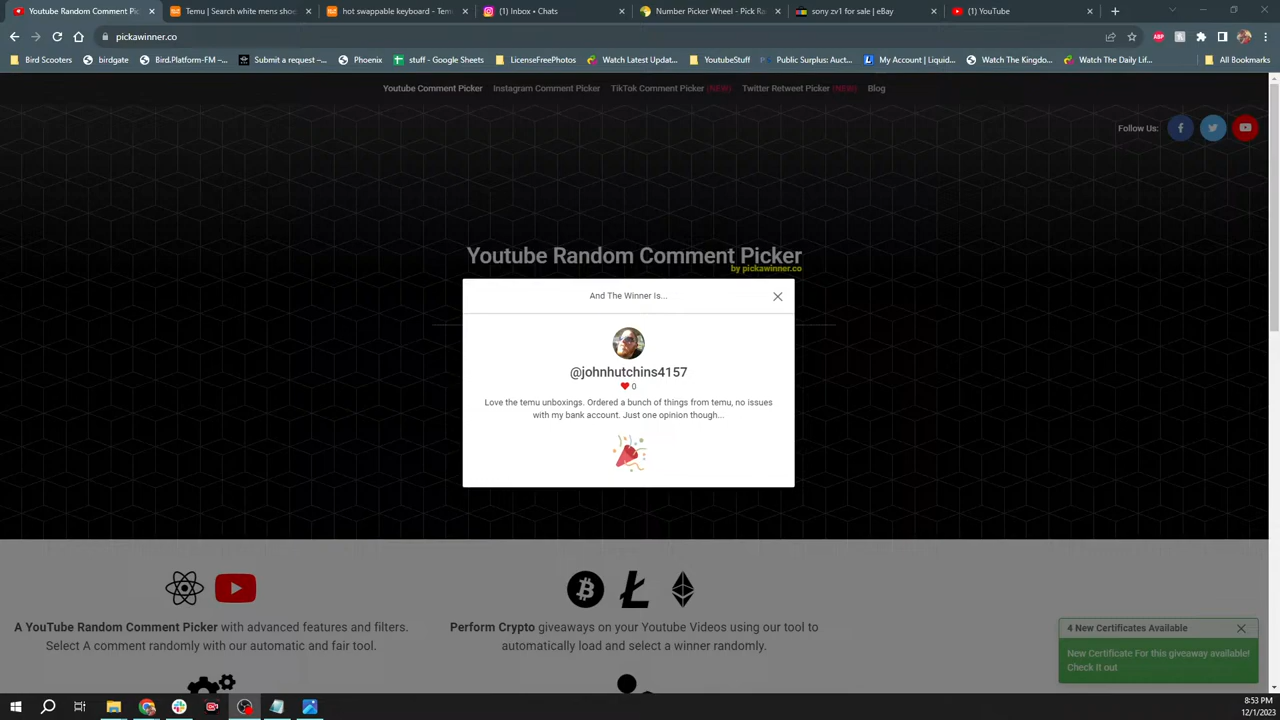 Youtube Random Comment Pic
Temu | Search white mens shoe
hot swappable keyboard - Temu
(1) Inbox • Chats
Number Picker Wheel - Pick Ra
sony zv1 for sale | eBay
(1) YouTube
pickawinner.co
ABP
Bird Scooters
birdgate
Bird.Platform-FM –...
Submit a request –...
Phoenix
stuff - Google Sheets
LicenseFreePhotos
Watch Latest Updat...
YoutubeStuff
Public Surplus: Auct...
My Account | Liquid...
Watch The Kingdo...
Watch The Daily Life...
All Bookmarks
Youtube Comment Picker
Instagram Comment Picker
TikTok Comment Picker (NEW)
Twitter Retweet Picker (NEW)
Blog
Follow Us:
Youtube Random Comment Picker
by pickawinner.co
And The Winner Is...
@johnhutchins4157
0
Love the temu unboxings. Ordered a bunch of things from temu, no issues
with my bank account. Just one opinion though...
A YouTube Random Comment Picker with advanced features and filters.
Select A comment randomly with our automatic and fair tool.
Perform Crypto giveaways on your Youtube Videos using our tool to
automatically load and select a winner randomly.
4 New Certificates Available
New Certificate For this giveaway available!
Check It out
8:53 PM
12/1/2023